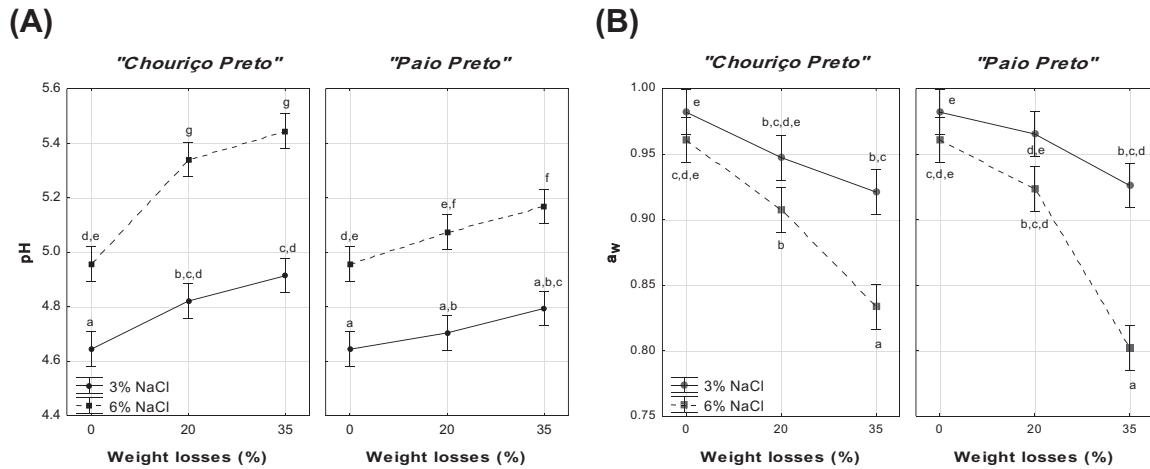 (A)
"Chouriço Preto" "Paio Preto"
5.6
5.4
5.2
5.0
4.8
4.6
4.4
pH
d,e
g
g
a
b,c,d
c,d
d,e
e,f
f
a
a,b
a,b,c
3% NaCl
6% NaCl
0 20 35
0 20 35
Weight losses (%) Weight losses (%)
(B)
"Chouriço Preto" "Paio Preto"
1.00
0.95
0.90
0.85
0.80
0.75
aw
e
b,c,d,e
b,c
c,d,e
b
a
e
d,e
b,c,d
c,d,e
b,c,d
a
3% NaCl
6% NaCl
0 20 35
0 20 35
Weight losses (%) Weight losses (%)